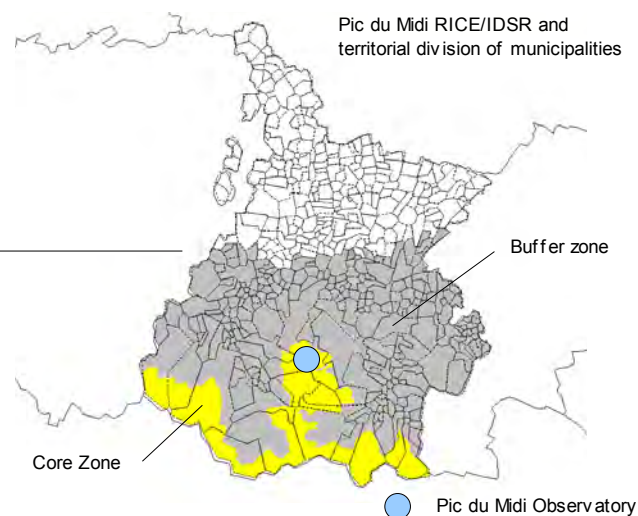 Pic du Midi RICE/IDSR and
territorial division of municipalities
Buffer zone
Core Zone
Pic du Midi Observatory